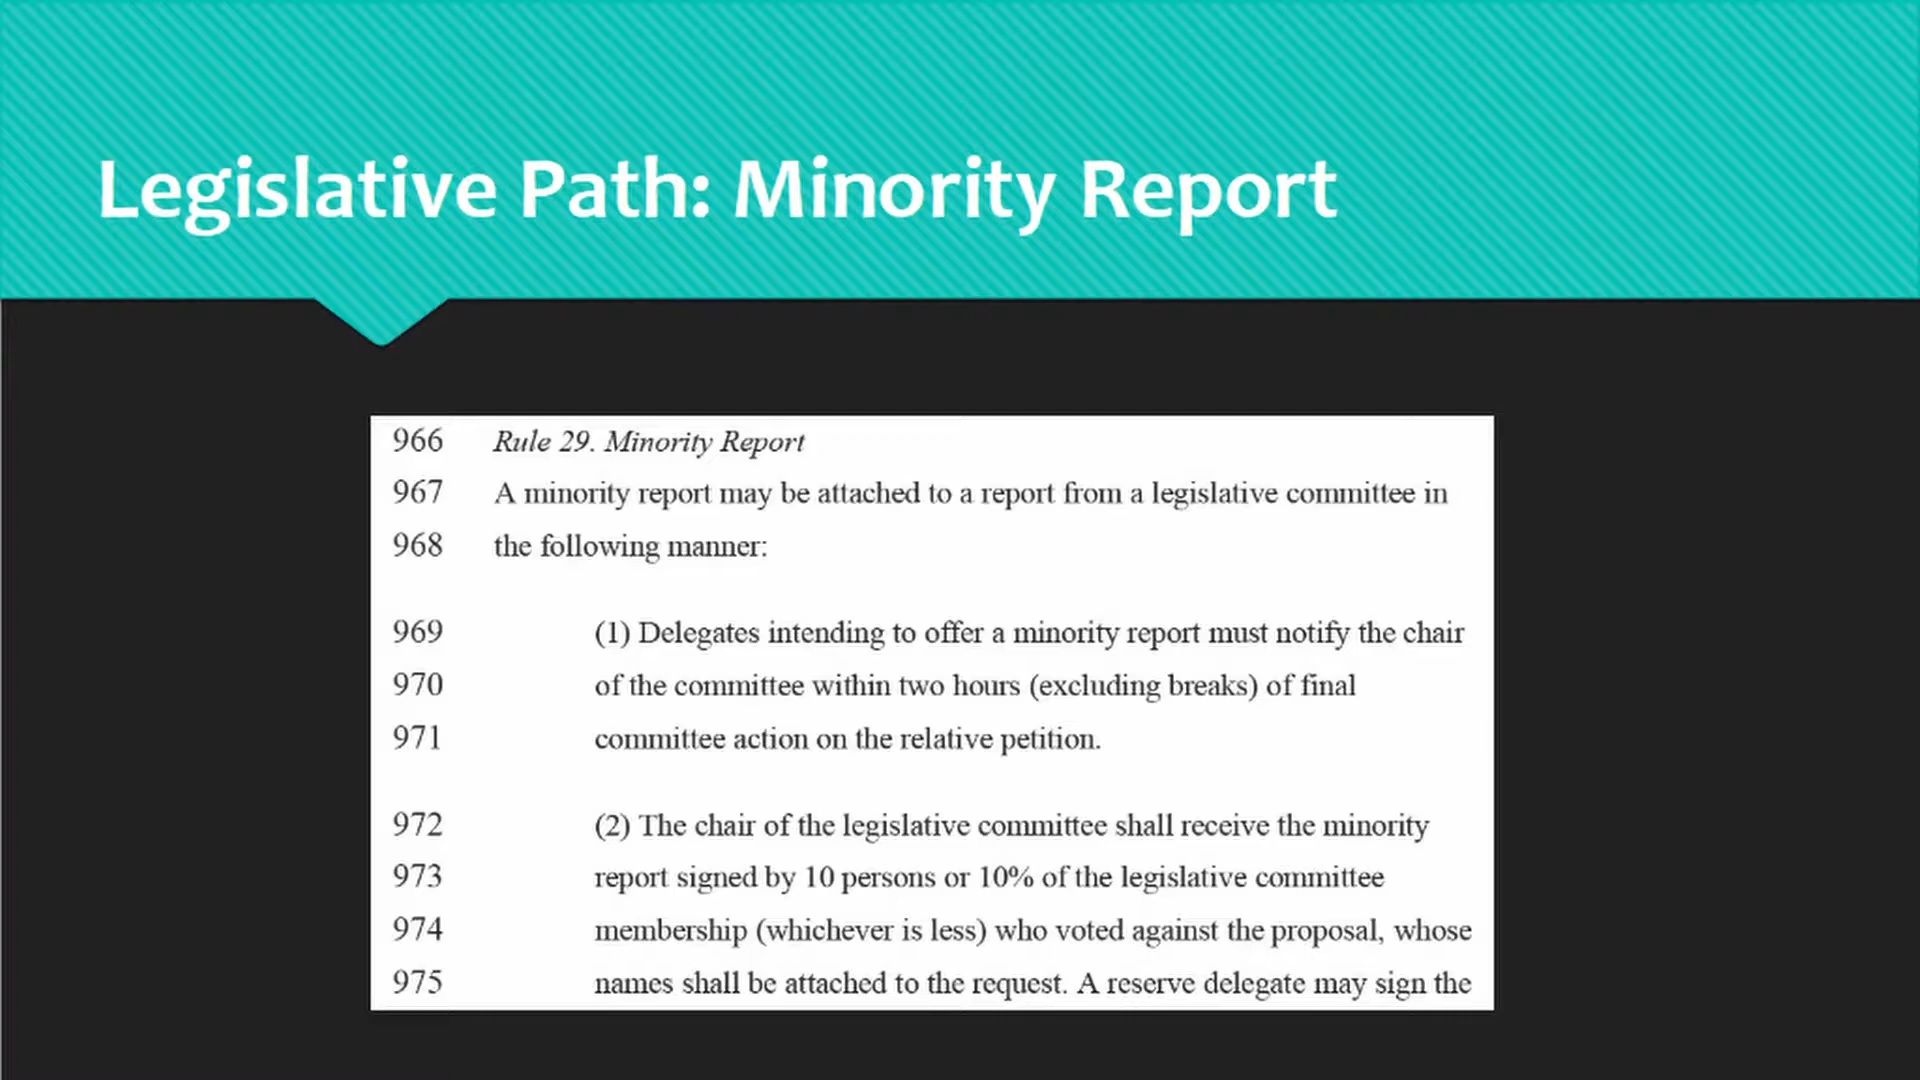 Legislative Path: Minority Report
966 Rule 29. Minority Report
967 A minority report may be attached to a report from a legislative committee in
968 the following manner:
969 (1) Delegates intending to offer a minority report must notify the chair
970 of the committee within two hours (excluding breaks) of final
971 committee action on the relative petition.
972 (2) The chair of the legislative committee shall receive the minority
973 report signed by 10 persons or 10% of the legislative committee
974 membership (whichever is less) who voted against the proposal, whose
975 names shall be attached to the request. A reserve delegate may sign the